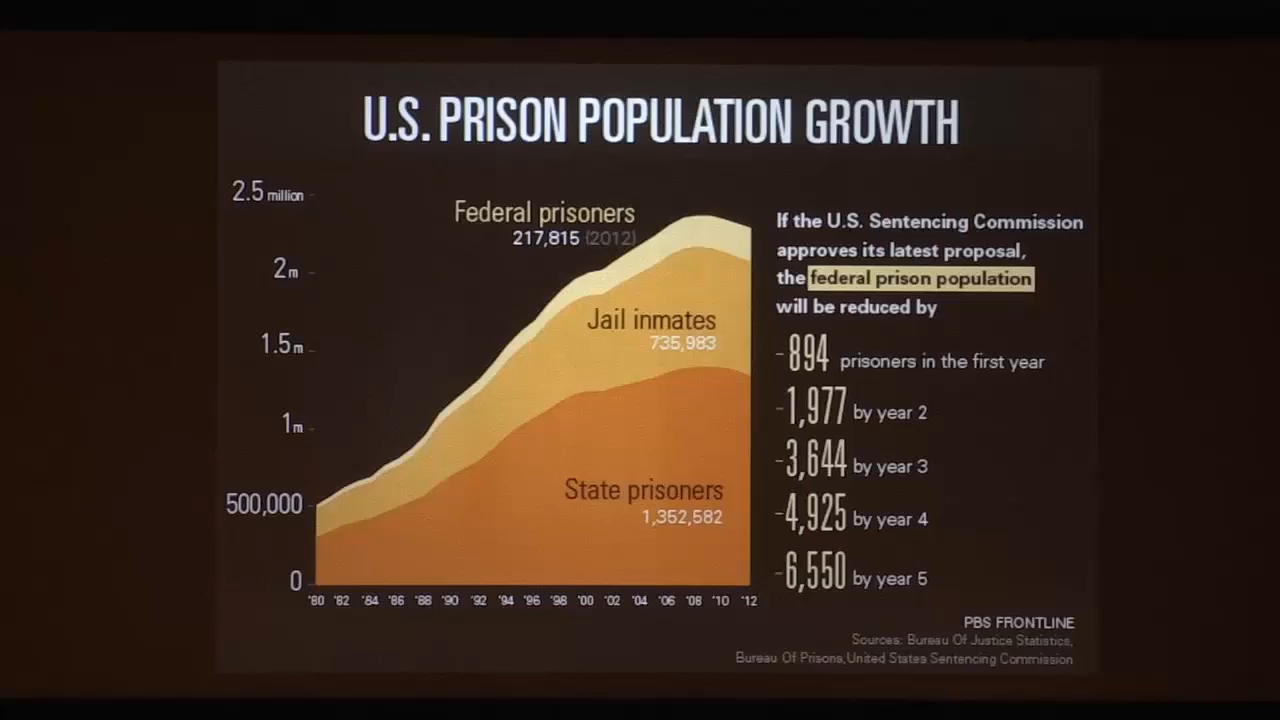 U.S. PRISON POPULATION GROWTH
2.5 million
2m
1.5m
1m
500,000
0
'80 '82 '84 '86 '88 '90 '92 '94 '96 '98 '00 '02 '04 '06 '08 '10 '12
Federal prisoners
217,815 (2012)
Jail inmates
735,983
State prisoners
1,352,582
If the U.S. Sentencing Commission
approves its latest proposal,
the federal prison population
will be reduced by
-894 prisoners in the first year
-1,977 by year 2
-3,644 by year 3
-4,925 by year 4
-6,550 by year 5
PBS FRONTLINE
Sources: Bureau Of Justice Statistics,
Bureau Of Prisons,United States Sentencing Commission